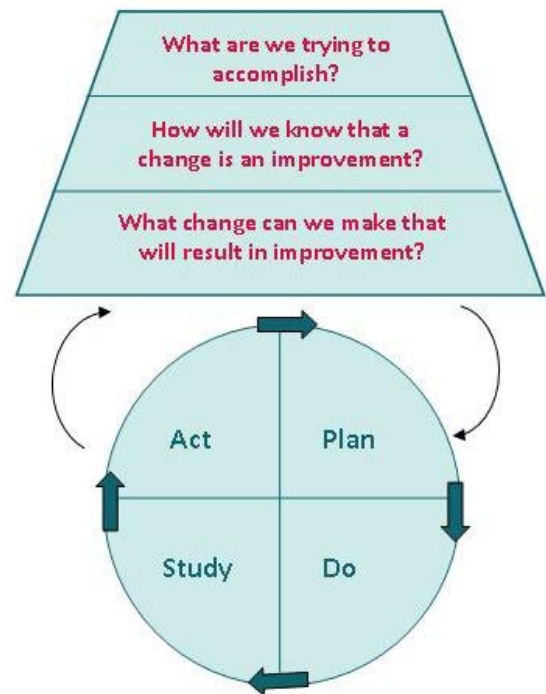 What are we trying to
accomplish?
How will we know that a
change is an improvement?
What change can we make that
will result in improvement?
Act
Plan
Study
Do